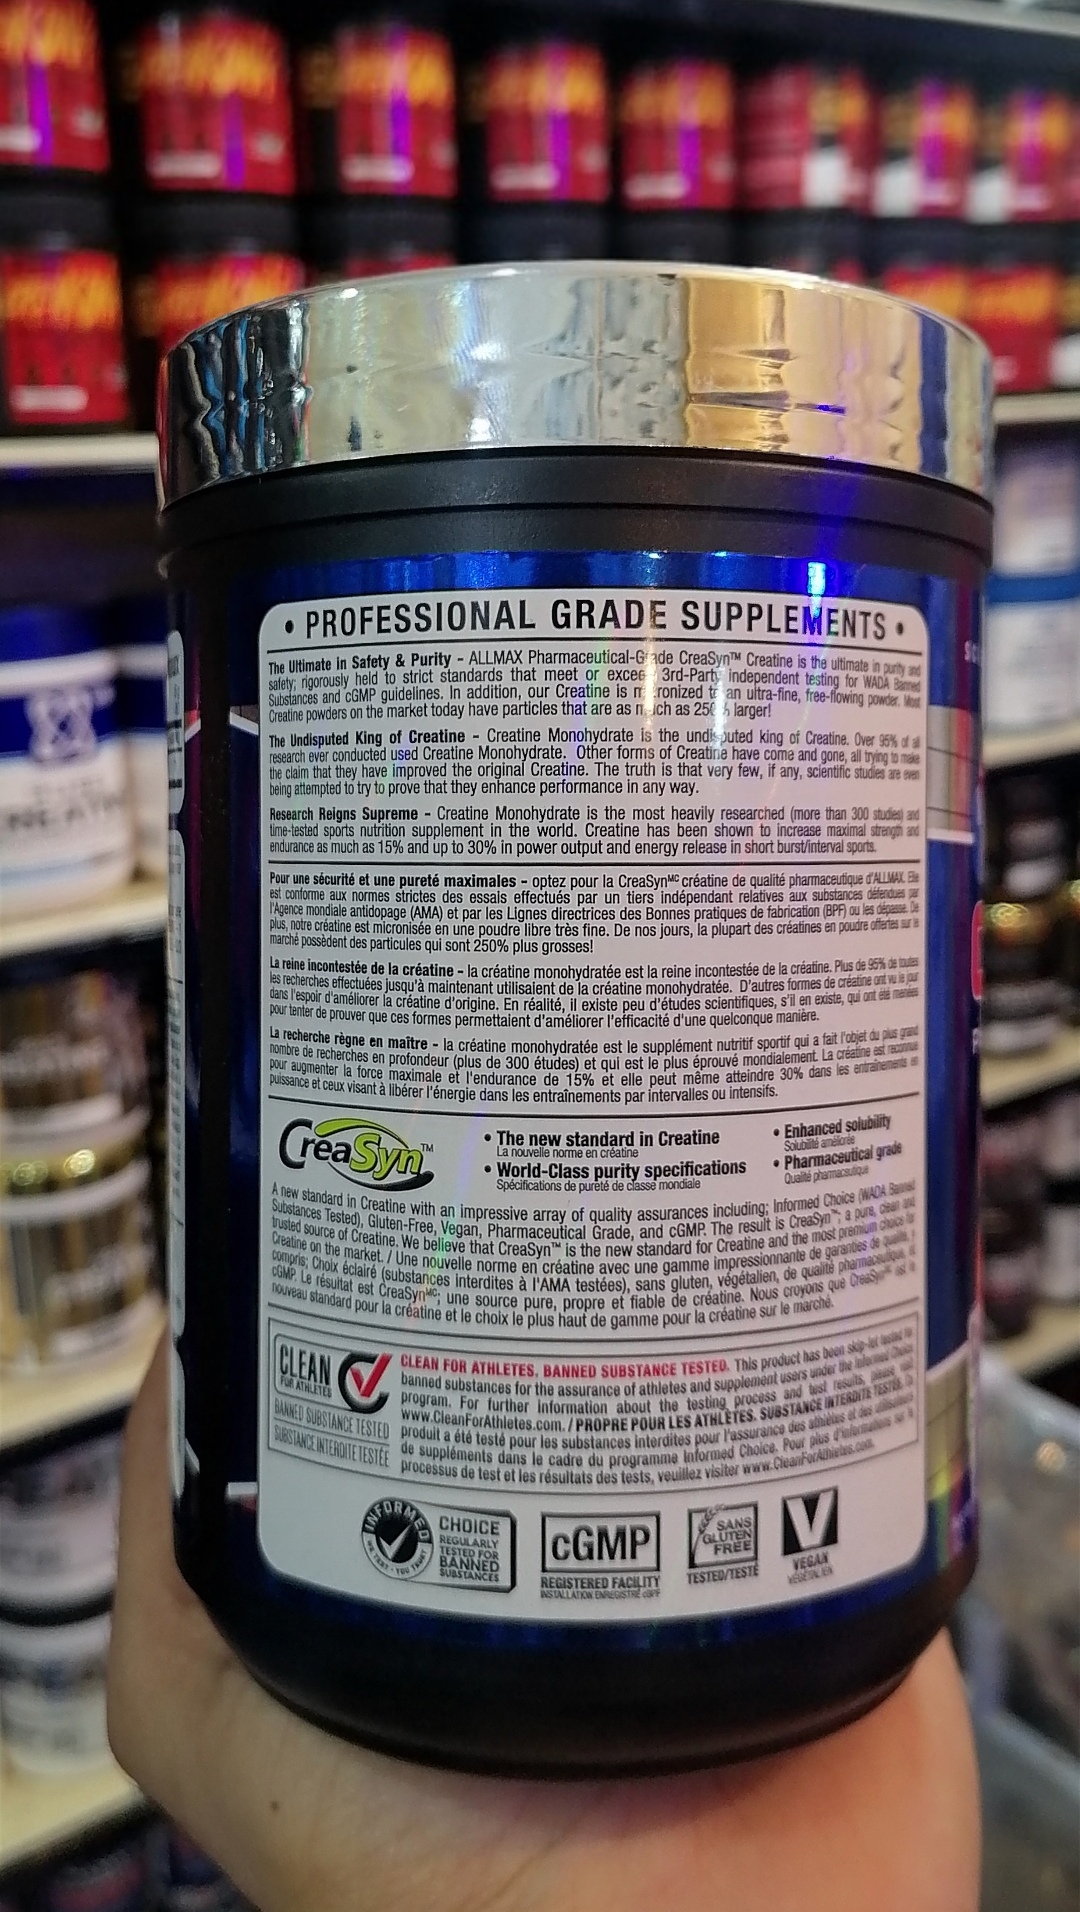 • PROFESSIONAL GRADE SUPPLEMENTS •
The Ultimate in Safety & Purity – ALLMAX Pharmaceutical-Grade CreaSyn™ Creatine is the ultimate in purity and
safety; rigorously held to strict standards that meet or exceed 3rd-Party independent testing for WADA Banned
Substances and cGMP guidelines. In addition, our Creatine is micronized to an ultra-fine, free-flowing powder. Most
Creatine powders on the market today have particles that are as much as 250% larger!
The Undisputed King of Creatine – Creatine Monohydrate is the undisputed king of Creatine. Over 95% of all
research ever conducted used Creatine Monohydrate. Other forms of Creatine have come and gone, all trying to make
the claim that they have improved the original Creatine. The truth is that very few, if any, scientific studies are even
being attempted to try to prove that they enhance performance in any way.
Research Reigns Supreme – Creatine Monohydrate is the most heavily researched (more than 300 studies) and
time-tested sports nutrition supplement in the world. Creatine has been shown to increase maximal strength and
endurance as much as 15% and up to 30% in power output and energy release in short burst/interval sports.
Pour une sécurité et une pureté maximales – optez pour la CreaSynᴹᶜ créatine de qualité pharmaceutique d'ALLMAX. Elle
est conforme aux normes strictes des essais effectués par un tiers indépendant relatives aux substances défendues par
l'Agence mondiale antidopage (AMA) et par les Lignes directrices des Bonnes pratiques de fabrication (BPF) ou les dépasse. De
plus, notre créatine est micronisée en une poudre libre très fine. De nos jours, la plupart des créatines en poudre offertes sur le
marché possèdent des particules qui sont 250% plus grosses!
La reine incontestée de la créatine – la créatine monohydratée est la reine incontestée de la créatine. Plus de 95% de toutes
les recherches effectuées jusqu'à maintenant utilisaient de la créatine monohydratée. D'autres formes de créatine ont vu le jour
dans l'espoir d'améliorer la créatine d'origine. En réalité, il existe peu d'études scientifiques, s'il en existe, qui ont été menées
pour tenter de prouver que ces formes permettaient d'améliorer l'efficacité d'une quelconque manière.
La recherche règne en maître – la créatine monohydratée est le supplément nutritif sportif qui a fait l'objet du plus grand
nombre de recherches en profondeur (plus de 300 études) et qui est le plus éprouvé mondialement. La créatine est reconnue
pour augmenter la force maximale et l'endurance de 15% et elle peut même atteindre 30% dans les entraînements en
puissance et ceux visant à libérer l'énergie dans les entraînements par intervalles ou intensifs.
CreaSyn™
• The new standard in Creatine
La nouvelle norme en créatine
• World-Class purity specifications
Spécifications de pureté de classe mondiale
• Enhanced solubility
Solubilité améliorée
• Pharmaceutical grade
Qualité pharmaceutique
A new standard in Creatine with an impressive array of quality assurances including; Informed Choice (WADA Banned
Substances Tested), Gluten-Free, Vegan, Pharmaceutical Grade, and cGMP. The result is CreaSyn™; a pure, clean and
trusted source of Creatine. We believe that CreaSyn™ is the new standard for Creatine and the most premium choice for
Creatine on the market. / Une nouvelle norme en créatine avec une gamme impressionnante de garanties de qualité, y
compris; Choix éclairé (substances interdites à l'AMA testées), sans gluten, végétalien, de qualité pharmaceutique, et
cGMP. Le résultat est CreaSynᴹᶜ, une source pure, propre et fiable de créatine. Nous croyons que CreaSynᴹᶜ est le
nouveau standard pour la créatine et le choix le plus haut de gamme pour la créatine sur le marché.
CLEAN
FOR ATHLETES
BANNED SUBSTANCE TESTED
SUBSTANCE INTERDITE TESTÉE
CLEAN FOR ATHLETES, BANNED SUBSTANCE TESTED. This product has been skip-lot tested for
banned substances for the assurance of athletes and supplement users under the Informed Choice
program. For further information about the testing process and test results, please visit
www.CleanForAthletes.com. / PROPRE POUR LES ATHLÈTES. SUBSTANCE INTERDITE TESTÉE. Ce
produit a été testé pour les substances interdites pour l'assurance des athlètes et des utilisateurs
de suppléments dans le cadre du programme Informed Choice. Pour plus d'informations sur le
processus de test et les résultats des tests, veuillez visiter www.CleanForAthletes.com.
INFORMED
WE TEST • YOU TRUST
CHOICE
REGULARLY
TESTED FOR
BANNED
SUBSTANCES
cGMP
REGISTERED FACILITY
INSTALLATION ENREGISTRÉ cBPF
SANS
GLUTEN
FREE
TESTED/TESTÉ
V
VEGAN
VÉGÉTALIEN